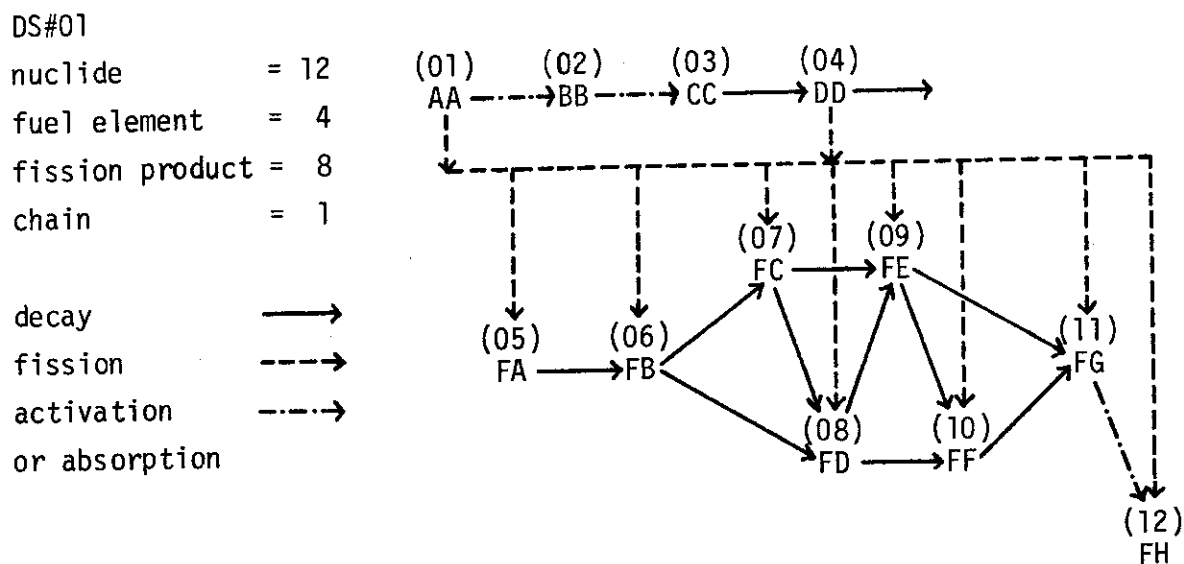 DS#01
nuclide = 12
fuel element = 4
fission product = 8
chain = 1
decay
fission
activation
or absorption
(01) (02) (03) (04)
AA BB CC DD
(07) (09)
FC FE
(05) (06) (11)
FA FB FG
(08) (10)
FD FF
(12)
FH